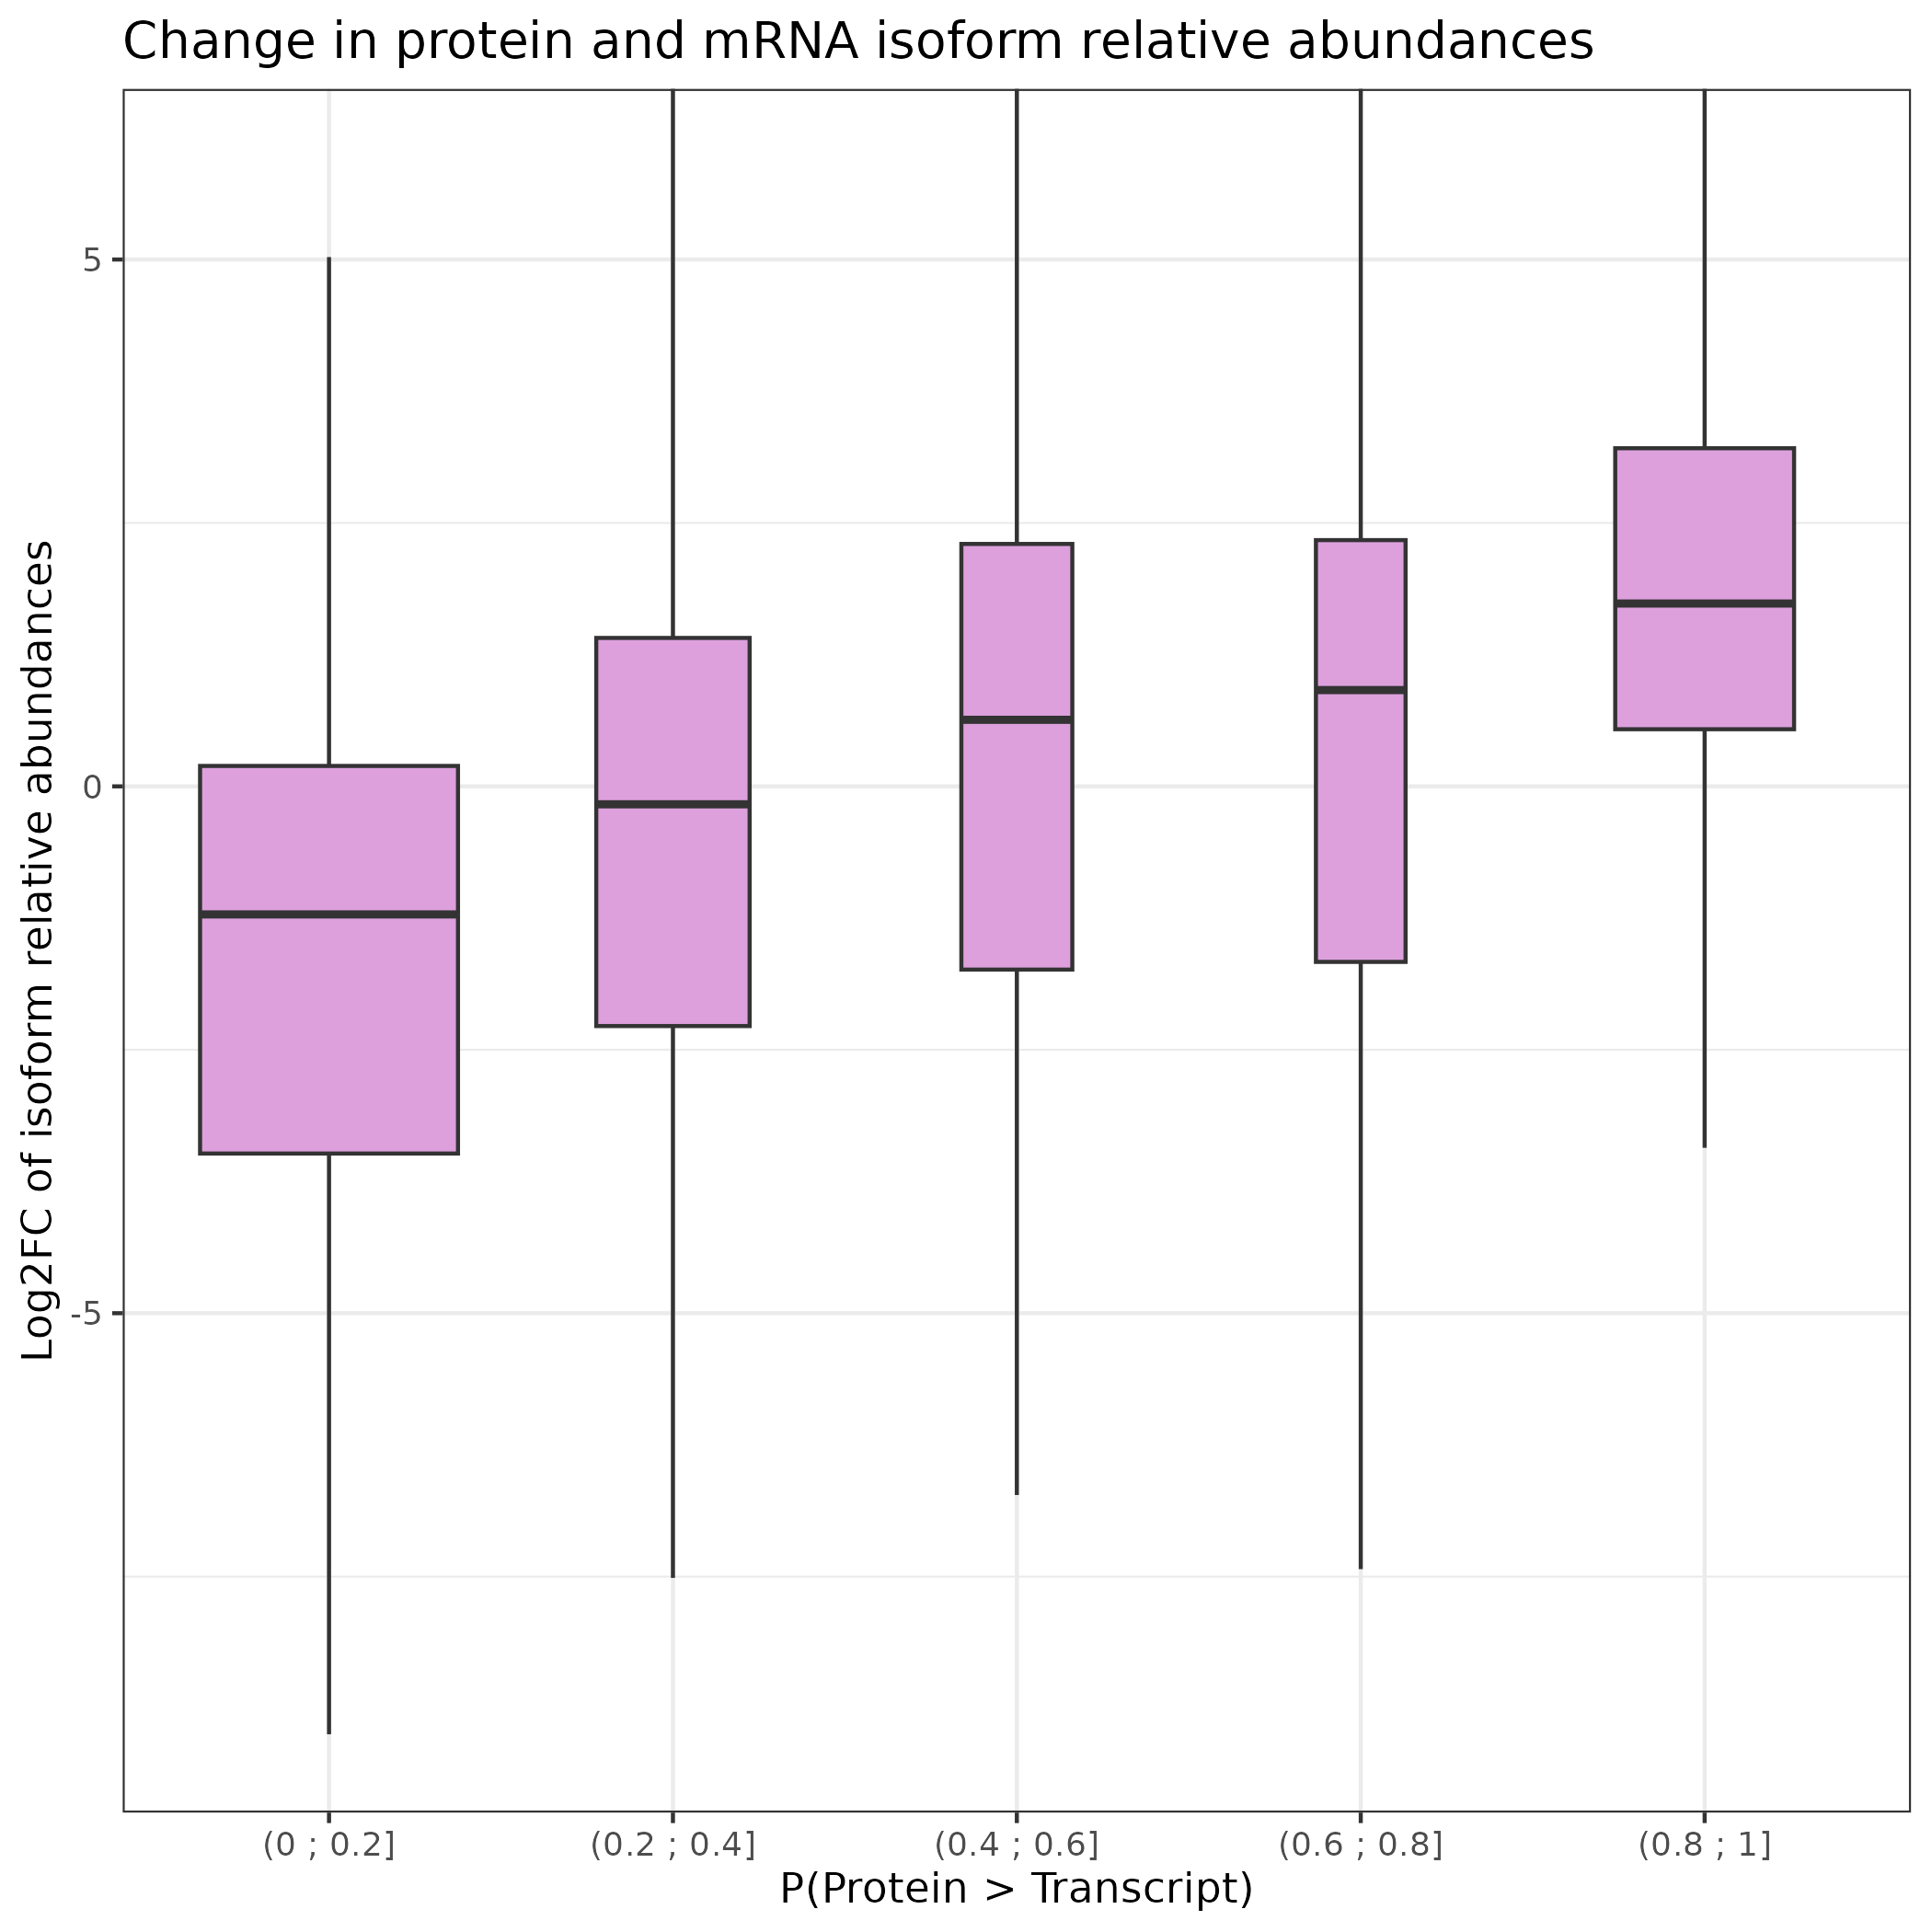 Change in protein and mRNA isoform relative abundances
Log2FC of isoform relative abundances
5
0
-5
(0 ; 0.2]
(0.2 ; 0.4]
(0.4 ; 0.6]
(0.6 ; 0.8]
(0.8 ; 1]
P(Protein > Transcript)